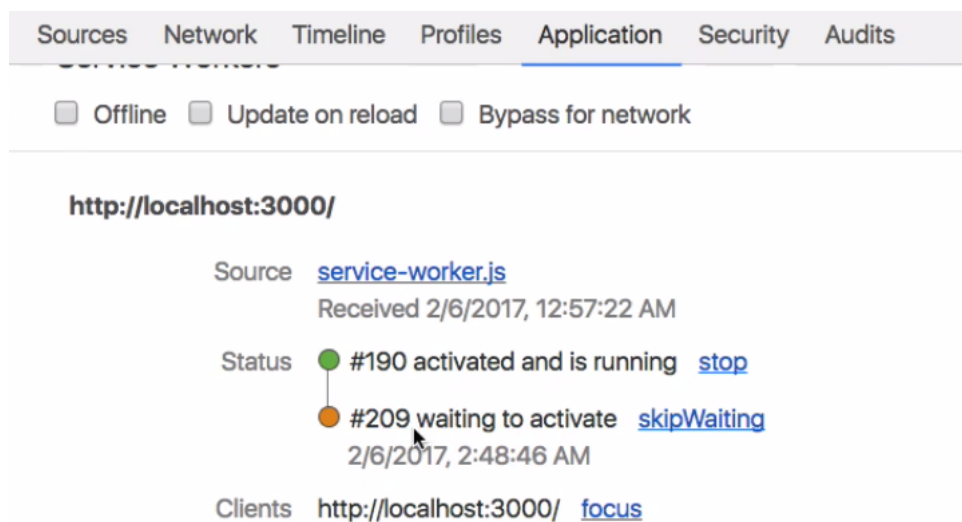 Sources Network Timeline Profiles Application Security Audits
Service Workers
Offline Update on reload Bypass for network
http://localhost:3000/
Source service-worker.js
Received 2/6/2017, 12:57:22 AM
Status #190 activated and is running stop
#209 waiting to activate skipWaiting
2/6/2017, 2:48:46 AM
Clients http://localhost:3000/ focus